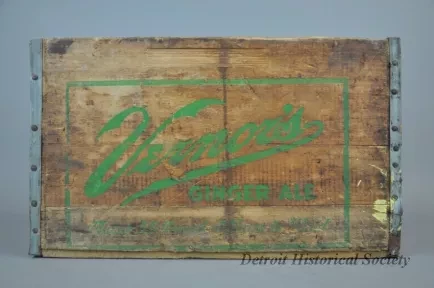 Vernor's
GINGER ALE
Detroit Historical Society